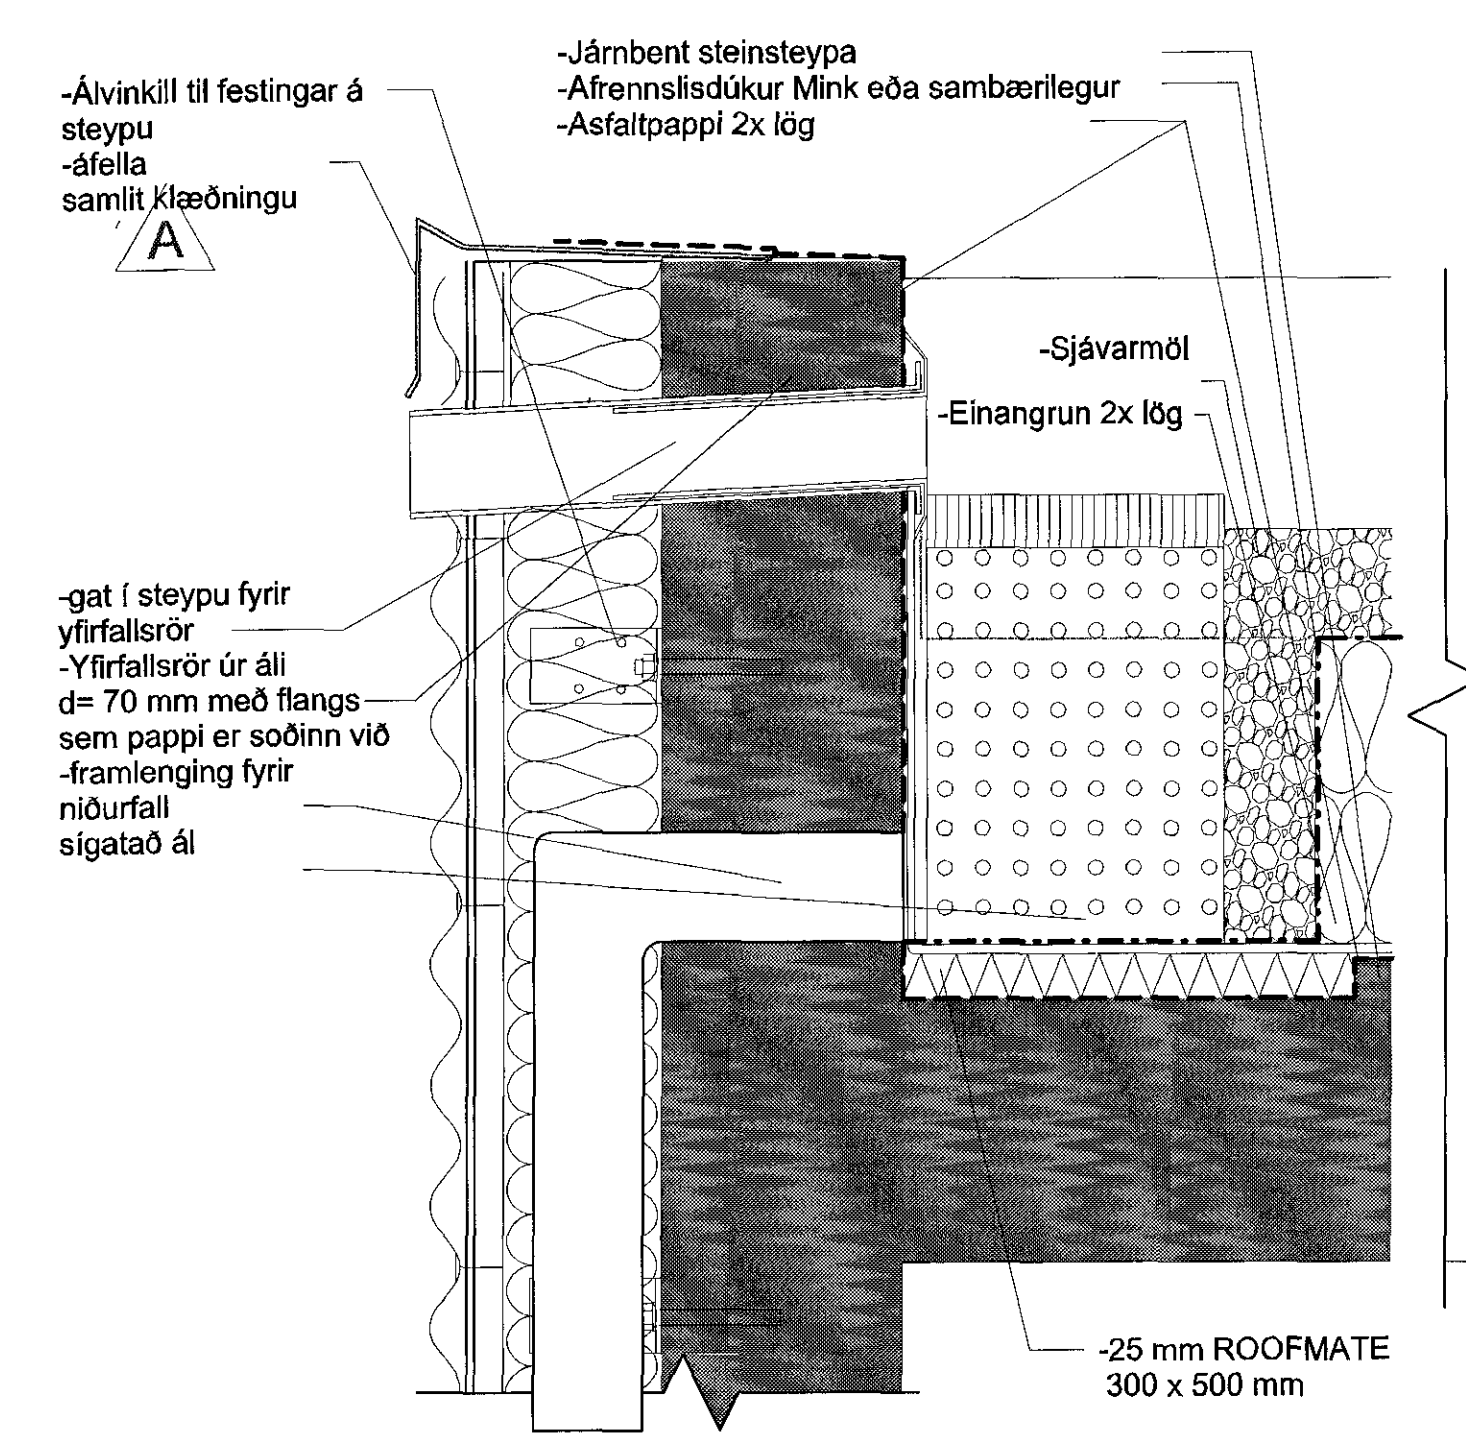 -Járnbent steinsteypa
-Afrennslisdúkur Mink eða sambærilegur
-Asfaltpappi 2x lög
-Álvinkill til festingar á
steypu
-áfella
samlit klæðningu
A
-Sjávarmöl
-Einangrun 2x lög
-gat í steypu fyrir
yfirfallsrör
-Yfirfallsrör úr áli
d= 70 mm með flangs
sem pappi er soðinn við
-framlenging fyrir
niðurfall
sígatað ál
-25 mm ROOFMATE
300 x 500 mm